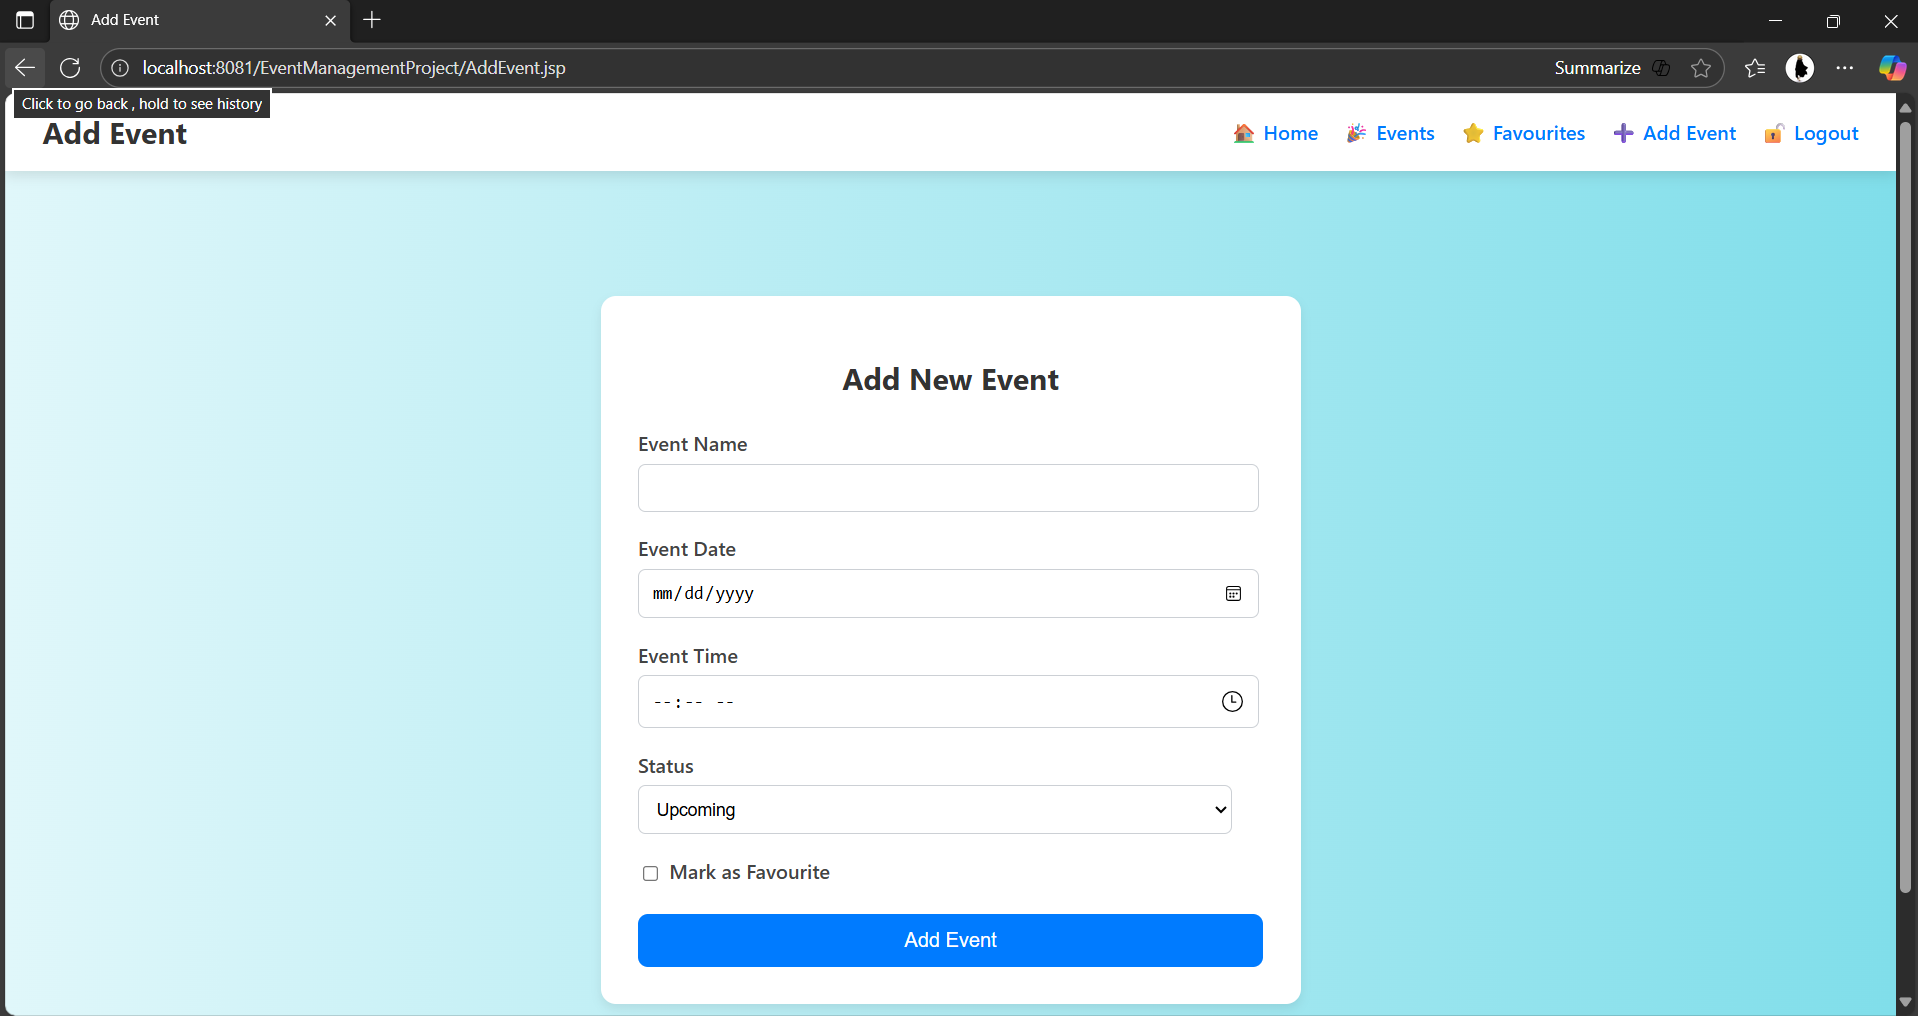 Add Event
localhost:8081/EventManagementProject/AddEvent.jsp
Summarize
Click to go back, hold to see history
Add Event
Home Events Favourites Add Event Logout
Add New Event
Event Name
Event Date
mm/dd/yyyy
Event Time
--:-- --
Status
Upcoming
Mark as Favourite
Add Event